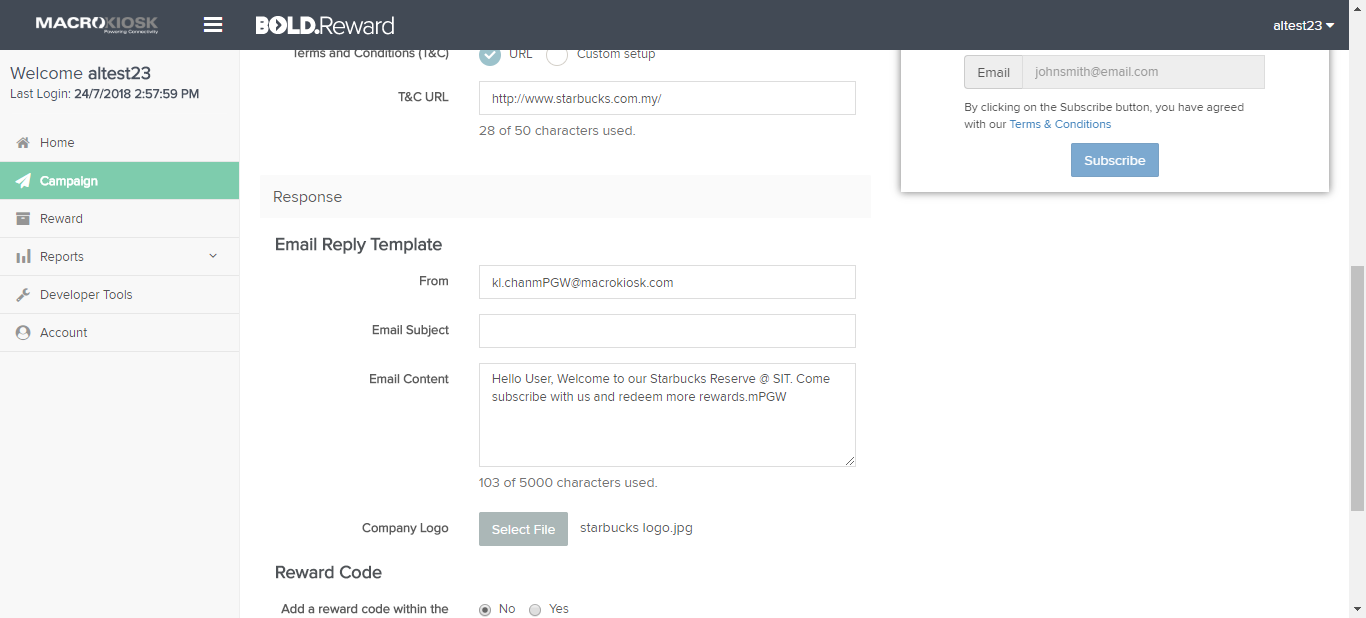 MACROKIOSK
Powering Connectivity
BOLD.Reward
altest23
Welcome altest23
Last Login: 24/7/2018 2:57:59 PM
Home
Campaign
Reward
Reports
Developer Tools
Account
Terms and Conditions (T&C)
URL
Custom setup
T&C URL
http://www.starbucks.com.my/
28 of 50 characters used.
Response
Email Reply Template
From
kl.chanmPGW@macrokiosk.com
Email Subject
Email Content
Hello User, Welcome to our Starbucks Reserve @ SIT. Come
subscribe with us and redeem more rewards.mPGW
103 of 5000 characters used.
Company Logo
Select File
starbucks logo.jpg
Reward Code
Add a reward code within the
No
Yes
Email
johnsmith@email.com
By clicking on the Subscribe button, you have agreed
with our Terms & Conditions
Subscribe